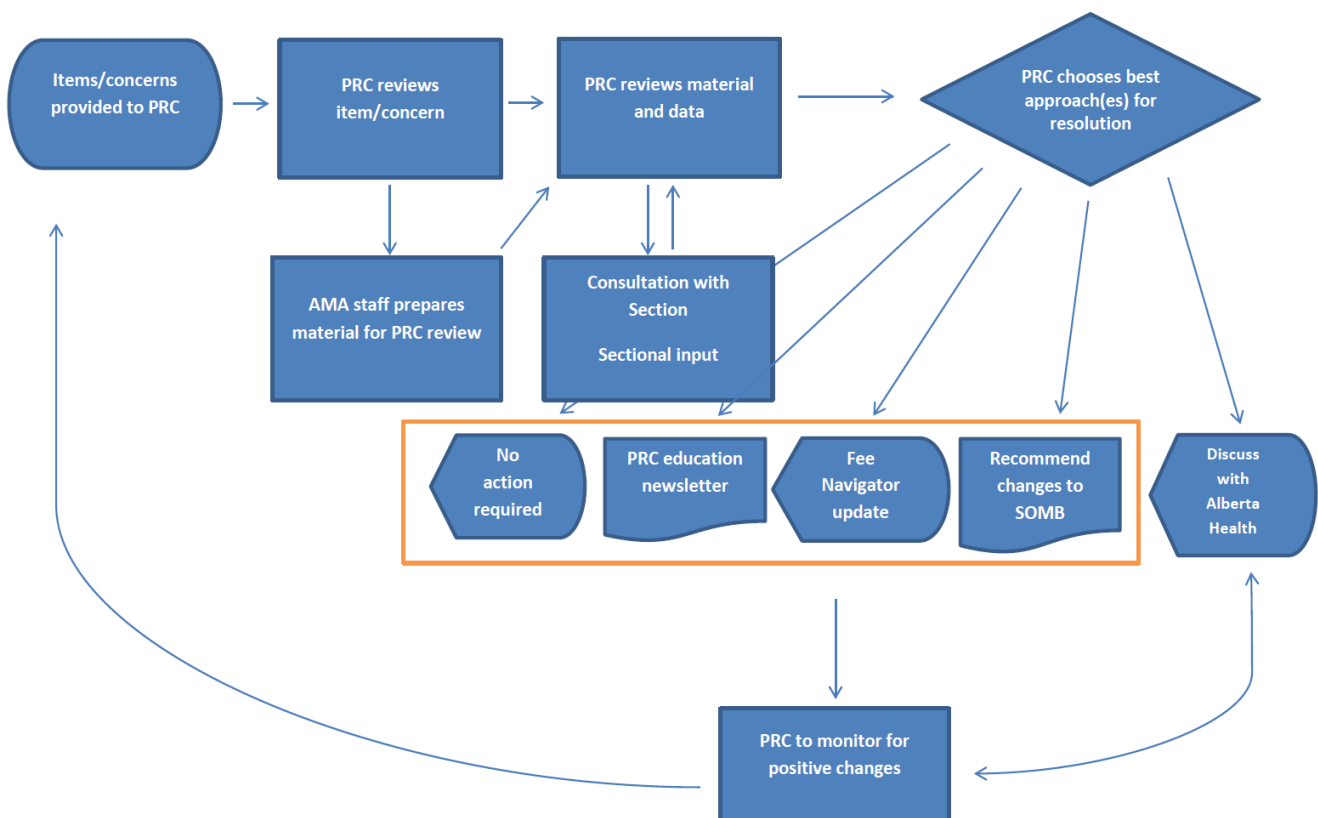 Items/concerns
provided to PRC
PRC reviews
item/concern
PRC reviews material
and data
PRC chooses best
approach(es) for
resolution
AMA staff prepares
material for PRC review
Consultation with
Section
Sectional input
No
action
required
PRC education
newsletter
Fee
Navigator
update
Recommend
changes to
SOMB
Discuss
with
Alberta
Health
PRC to monitor for
positive changes